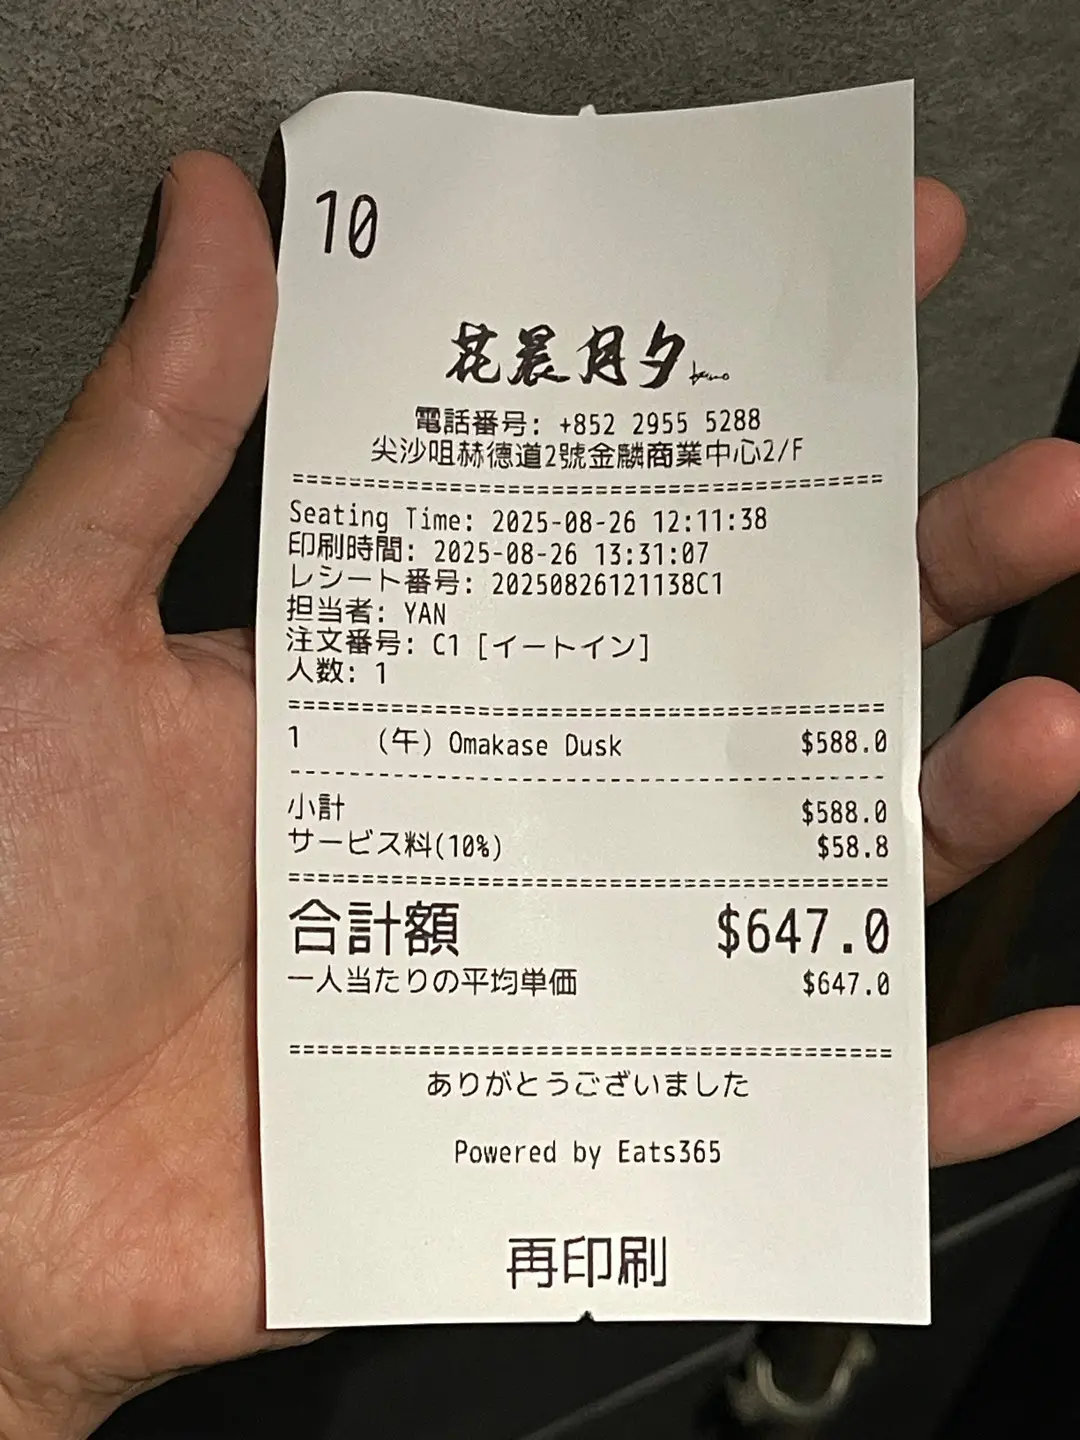 10
花晨月夕
電話番号: +852 2955 5288
尖沙咀赫德道2號金麟商業中心2/F
Seating Time: 2025-08-26 12:11:38
印刷時間: 2025-08-26 13:31:07
レシート番号: 20250826121138C1
担当者: YAN
注文番号: C1 [イートイン]
人数: 1
1 (午) Omakase Dusk $588.0
小計 $588.0
サービス料(10%) $58.8
合計額 $647.0
一人当たりの平均単価 $647.0
ありがとうございました
Powered by Eats365
再印刷